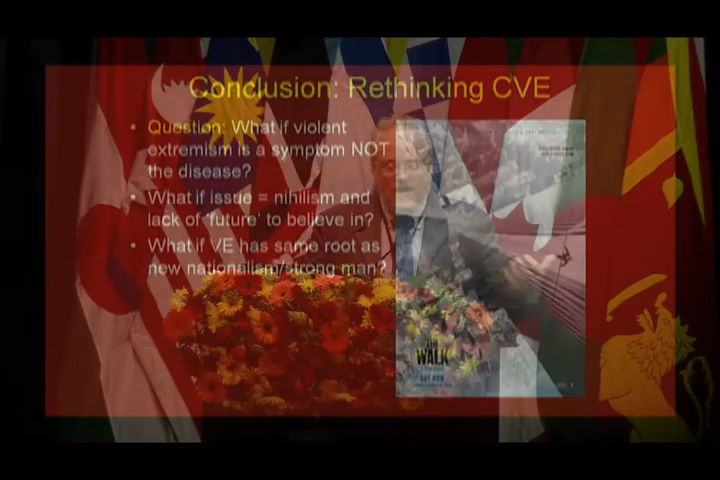 Conclusion: Rethinking CVE
• Question: What if violent
extremism is a symptom NOT
the disease?
• What if issue = nihilism and
lack of ‘future’ to believe in?
• What if VE has same root as
new nationalism/strong man?
THE
WALK